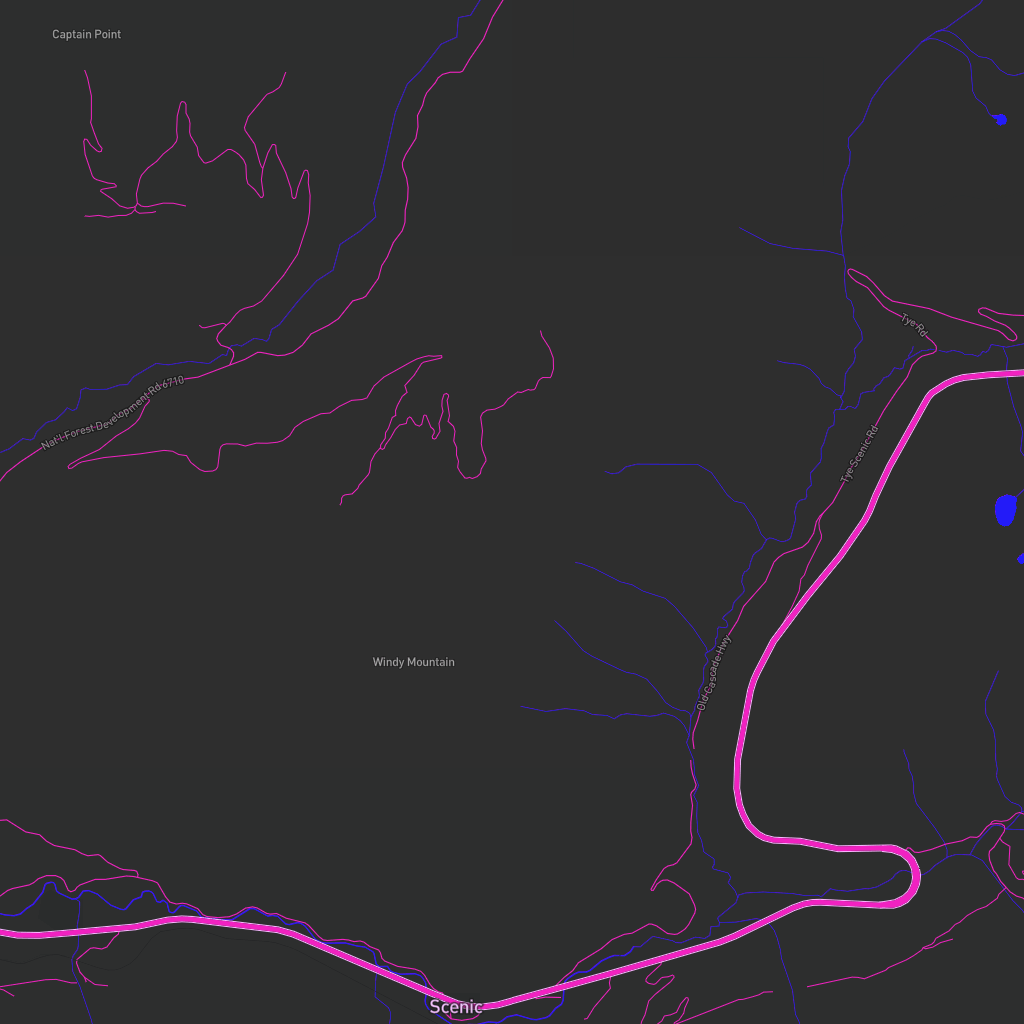 Captain Point
Tye Rd
Nat'l Forest Development Rd 6710
Tye Scenic Rd
Windy Mountain
Old Cascade Hwy
Scenic